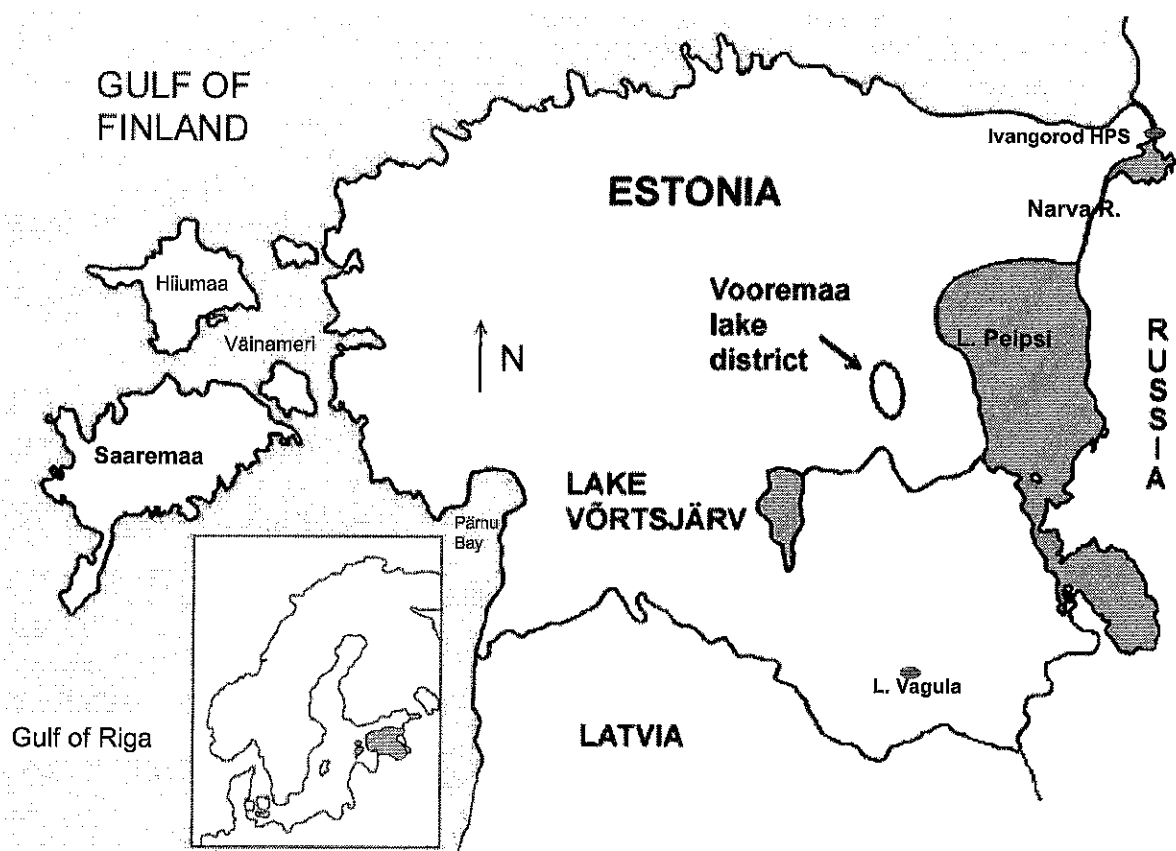 GULF OF
FINLAND
Ivangorod HPS
ESTONIA
Narva R.
Hiiumaa
Vooremaa
lake
district
L. Peipsi
RUSSIA
Väinameri
N
Saaremaa
LAKE
VÕRTSJÄRV
Pärnu
Bay
L. Vagula
Gulf of Riga
LATVIA